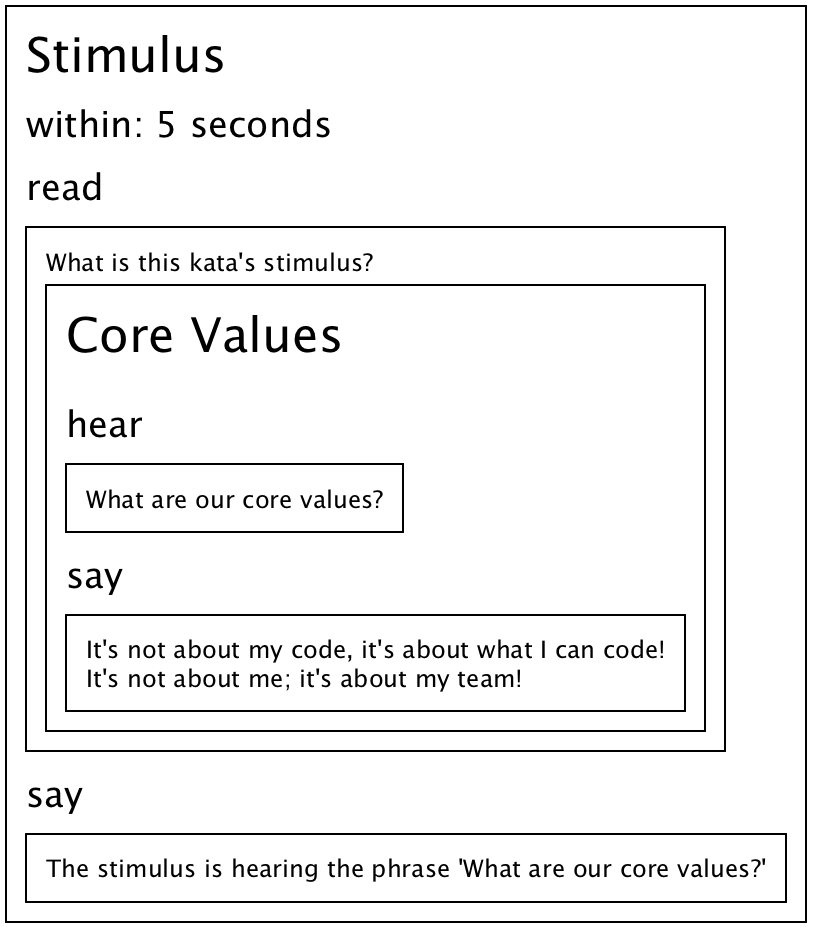 Stimulus
within: 5 seconds
read
What is this kata's stimulus?
Core Values
hear
What are our core values?
say
It's not about my code, it's about what I can code!
It's not about me; it's about my team!
say
The stimulus is hearing the phrase 'What are our core values?'